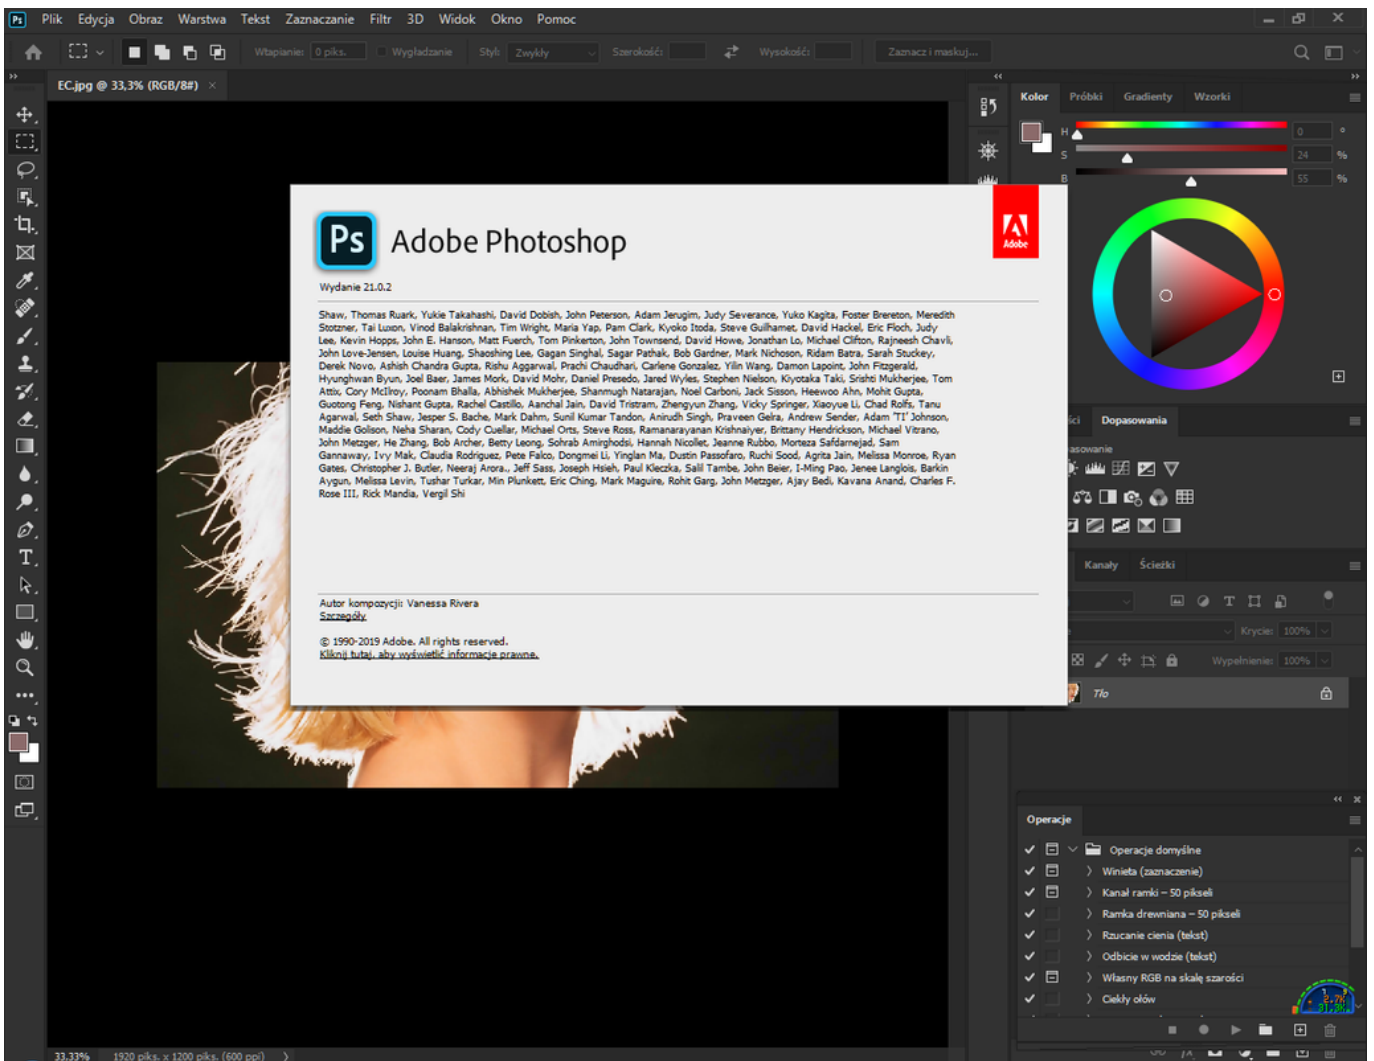 Ps Plik Edycja Obraz Warstwa Tekst Zaznaczanie Filtr 3D Widok Okno Pomoc
Wtapianie: 0 piks. Wygładzanie Styl: Zwykły Szerokość: Wysokość: Zaznacz i maskuj...
EC.jpg @ 33,3% (RGB/8#) ×
Kolor Próbki Gradienty Wzorki
H 0 °
S 24 %
B 55 %
Ps Adobe Photoshop
Adobe
Wydanie 21.0.2
Shaw, Thomas Ruark, Yukie Takahashi, David Dobish, John Peterson, Adam Jerugim, Judy Severance, Yuko Kagita, Foster Brereton, Meredith
Stotzner, Tai Luxon, Vinod Balakrishnan, Tim Wright, Maria Yap, Pam Clark, Kyoko Itoda, Steve Guilhamet, David Hackel, Eric Floch, Judy
Lee, Kevin Hopps, John E. Hanson, Matt Fuerch, Tom Pinkerton, John Townsend, David Howe, Jonathan Lo, Michael Clifton, Rajneesh Chavli,
John Love-Jensen, Louise Huang, Shaoshing Lee, Gagan Singhal, Sagar Pathak, Bob Gardner, Mark Nichoson, Ridam Batra, Sarah Stuckey,
Derek Novo, Ashish Chandra Gupta, Rishu Aggarwal, Prachi Chaudhari, Carlene Gonzalez, Yilin Wang, Damon Lapoint, John Fitzgerald,
Hyunghwan Byun, Joel Baer, James Mork, David Mohr, Daniel Presedo, Jared Wyles, Stephen Nielson, Kiyotaka Taki, Sristi Mukherjee, Tom
Attix, Cory McIlroy, Poonam Bhalla, Abhishek Mukherjee, Shanmugh Natarajan, Noel Carboni, Jack Sisson, Heewoo Ahn, Mohit Gupta,
Guotong Feng, Nishant Gupta, Rachel Castillo, Aanchal Jain, David Tristram, Zhengyun Zhang, Vicky Springer, Xiaoyue Li, Chad Rolfs, Tanu
Agarwal, Seth Shaw, Jesper S. Bache, Mark Dahm, Sunil Kumar Tandon, Anirudh Singh, Praveen Gelra, Andrew Sender, Adam 'TI' Johnson,
Maddie Golison, Neha Sharan, Cody Cuellar, Michael Orts, Steve Ross, Ramanarayanan Krishnaiyer, Brittany Hendrickson, Michael Vitrano,
John Metzger, He Zhang, Bob Archer, Betty Leong, Sohrab Amirghodsi, Hannah Nicollet, Jeanne Rubbo, Morteza Safdarnejad, Sam
Gannaway, Ivy Mak, Claudia Rodriguez, Pete Falco, Dongmei Li, Yinglan Ma, Dustin Passofaro, Ruchi Sood, Agrita Jain, Melissa Monroe, Ryan
Gates, Christopher J. Butler, Neeraj Arora., Jeff Sass, Joseph Hsieh, Paul Kleczka, Salil Tambe, John Beier, I-Ming Pao, Jenee Langlois, Barkin
Aygun, Melissa Levin, Tushar Turkar, Min Plunkett, Eric Ching, Mark Maguire, Rohit Garg, John Metzger, Ajay Bedi, Kavana Anand, Charles F.
Rose III, Rick Mandia, Vergil Shi
Autor kompozycji: Vanessa Rivera
Szczegóły
© 1990-2019 Adobe. All rights reserved.
Kliknij tutaj, aby wyświetlić informacje prawne.
Dopasowania
Kanały Ścieżki
Krycie: 100%
Wypełnienie: 100%
Tło
Operacje
Operacje domyślne
Winieta (zaznaczenie)
Kanał ramki – 50 pikseli
Ramka drewniana – 50 pikseli
Rzucanie cienia (tekst)
Odbicie w wodzie (tekst)
Własny RGB na skalę szarości
Ciekły ołów
33,33% 1920 piks. x 1200 piks. (600 ppi)